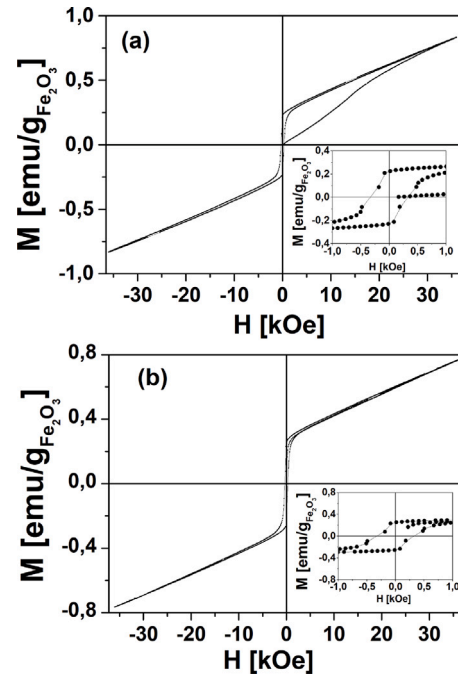 (a)
M [emu/gFe2O3]
1,0
0,5
0,0
-0,5
-1,0
-30 -20 -10 0 10 20 30
H [kOe]
M [emu/gFe2O3]
0,4
0,2
0,0
-0,2
-0,4
-1,0 -0,5 0,0 0,5 1,0
H [kOe]
(b)
M [emu/gFe2O3]
0,8
0,4
0,0
-0,4
-0,8
-30 -20 -10 0 10 20 30
H [kOe]
M [emu/gFe2O3]
0,8
0,4
0,0
-0,4
-0,8
-1,0 -0,5 0,0 0,5 1,0
H [kOe]